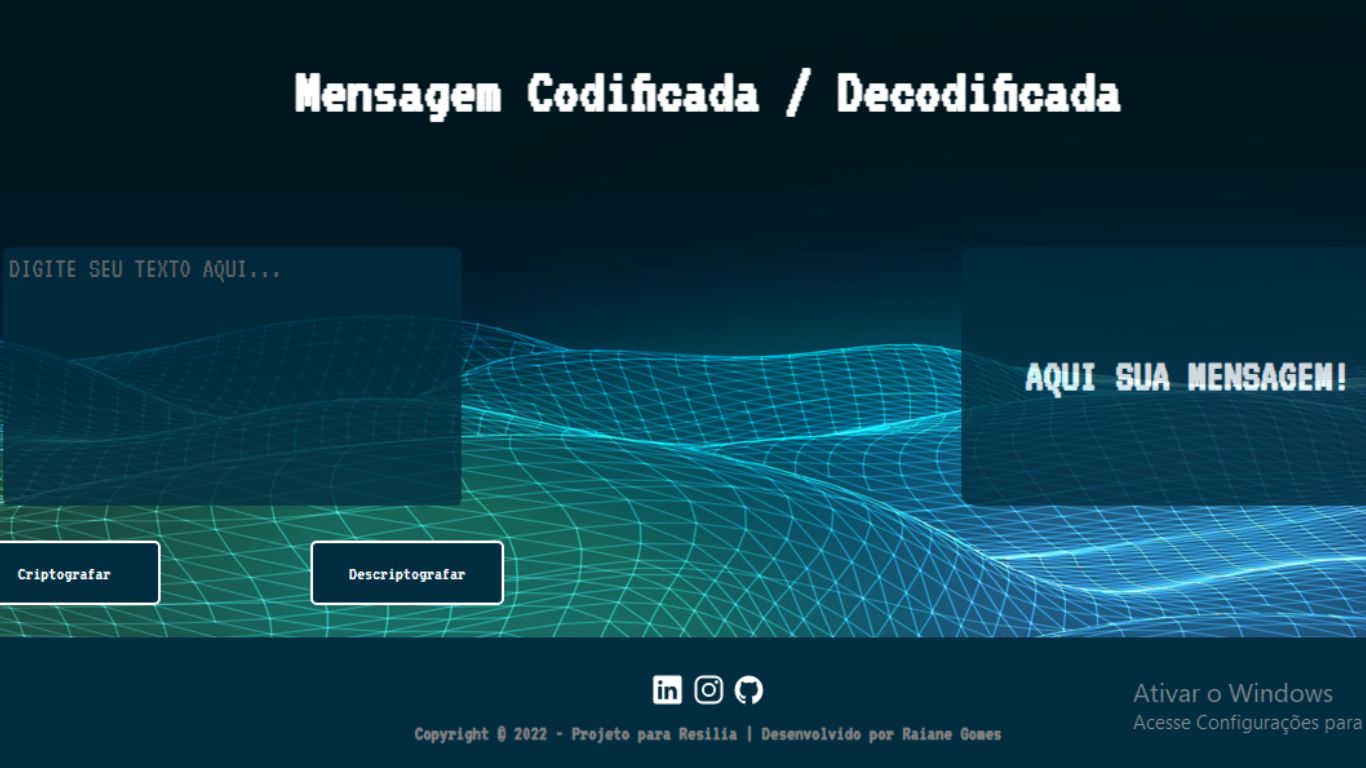 Mensagem Codificada / Decodificada
DIGITE SEU TEXTO AQUI...
AQUI SUA MENSAGEM!
Criptografar
Descriptografar
in
Ativar o Windows
Acesse Configurações para
Copyright @ 2022 - Projeto para Resilia | Desenvolvido por Raiane Gomes